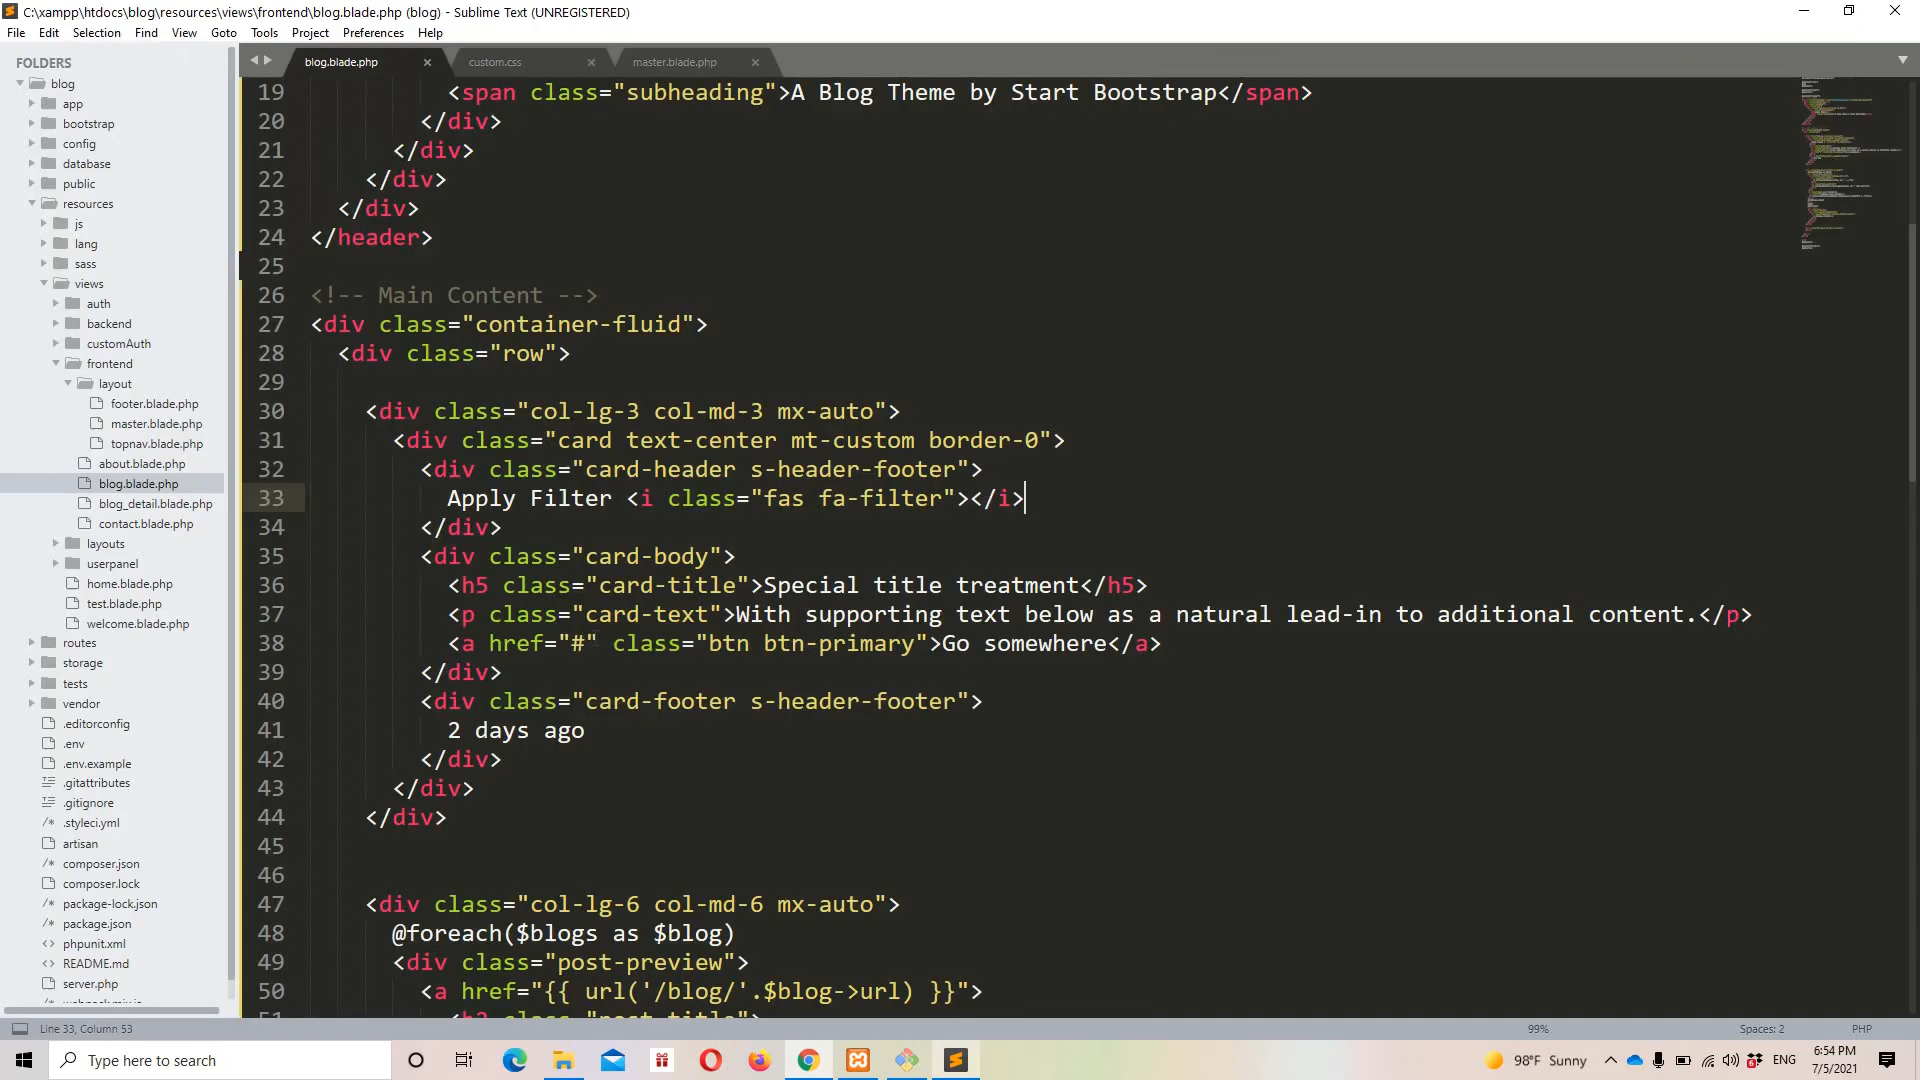 C:\xampp\htdocs\blog\resources\views\frontend\blog.blade.php (blog) - Sublime Text (UNREGISTERED)
File Edit Selection Find View Goto Tools Project Preferences Help
FOLDERS
blog
app
bootstrap
config
database
public
resources
js
lang
sass
views
auth
backend
customAuth
frontend
layout
footer.blade.php
master.blade.php
topnav.blade.php
about.blade.php
blog.blade.php
blog_detail.blade.php
contact.blade.php
layouts
userpanel
home.blade.php
test.blade.php
welcome.blade.php
routes
storage
tests
vendor
.editorconfig
.env
.env.example
.gitattributes
.gitignore
.styleci.yml
artisan
composer.json
composer.lock
package-lock.json
package.json
phpunit.xml
README.md
server.php
blog.blade.php custom.css master.blade.php
19 <span class="subheading">A Blog Theme by Start Bootstrap</span>
20 </div>
21 </div>
22 </div>
23 </div>
24 </header>
25
26 <!-- Main Content -->
27 <div class="container-fluid">
28 <div class="row">
29
30 <div class="col-lg-3 col-md-3 mx-auto">
31 <div class="card text-center mt-custom border-0">
32 <div class="card-header s-header-footer">
33 Apply Filter <i class="fas fa-filter"></i>
34 </div>
35 <div class="card-body">
36 <h5 class="card-title">Special title treatment</h5>
37 <p class="card-text">With supporting text below as a natural lead-in to additional content.</p>
38 <a href="#" class="btn btn-primary">Go somewhere</a>
39 </div>
40 <div class="card-footer s-header-footer">
41 2 days ago
42 </div>
43 </div>
44 </div>
45
46
47 <div class="col-lg-6 col-md-6 mx-auto">
48 @foreach($blogs as $blog)
49 <div class="post-preview">
50 <a href="{{ url('/blog/'.$blog->url) }}">
Line 33, Column 53 99% Spaces: 2 PHP
Type here to search 98°F Sunny ENG 6:54 PM
7/5/2021